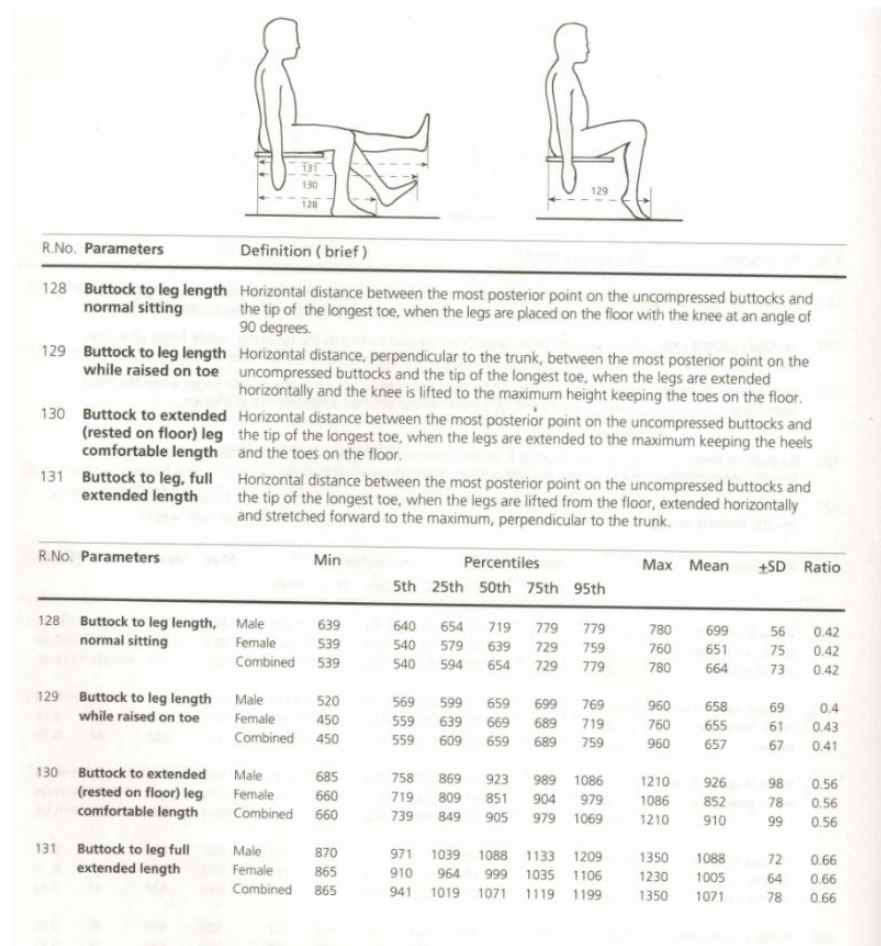 131
130
128
129
R.No. Parameters Definition ( brief )
128 Buttock to leg length normal sitting Horizontal distance between the most posterior point on the uncompressed buttocks and
the tip of the longest toe, when the legs are placed on the floor with the knee at an angle of
90 degrees.
129 Buttock to leg length while raised on toe Horizontal distance, perpendicular to the trunk, between the most posterior point on the
uncompressed buttocks and the tip of the longest toe, when the legs are extended
horizontally and the knee is lifted to the maximum height keeping the toes on the floor.
130 Buttock to extended (rested on floor) leg comfortable length Horizontal distance between the most posterior point on the uncompressed buttocks and
the tip of the longest toe, when the legs are extended to the maximum keeping the heels
and the toes on the floor.
131 Buttock to leg, full extended length Horizontal distance between the most posterior point on the uncompressed buttocks and
the tip of the longest toe, when the legs are lifted from the floor, extended horizontally
and stretched forward to the maximum, perpendicular to the trunk.
R.No. Parameters Min Percentiles Max Mean ±SD Ratio
5th 25th 50th 75th 95th
128 Buttock to leg length, Male 639 640 654 719 779 779 780 699 56 0.42
normal sitting Female 539 540 579 639 729 759 760 651 75 0.42
Combined 539 540 594 654 729 779 780 664 73 0.42
129 Buttock to leg length Male 520 569 599 659 699 769 960 658 69 0.4
while raised on toe Female 450 559 639 669 689 719 760 655 61 0.43
Combined 450 559 609 659 689 759 960 657 67 0.41
130 Buttock to extended Male 685 758 869 923 989 1086 1210 926 98 0.56
(rested on floor) leg Female 660 719 809 851 904 979 1086 852 78 0.56
comfortable length Combined 660 739 849 905 979 1069 1210 910 99 0.56
131 Buttock to leg full Male 870 971 1039 1088 1133 1209 1350 1088 72 0.66
extended length Female 865 910 964 999 1035 1106 1230 1005 64 0.66
Combined 865 941 1019 1071 1119 1199 1350 1071 78 0.66